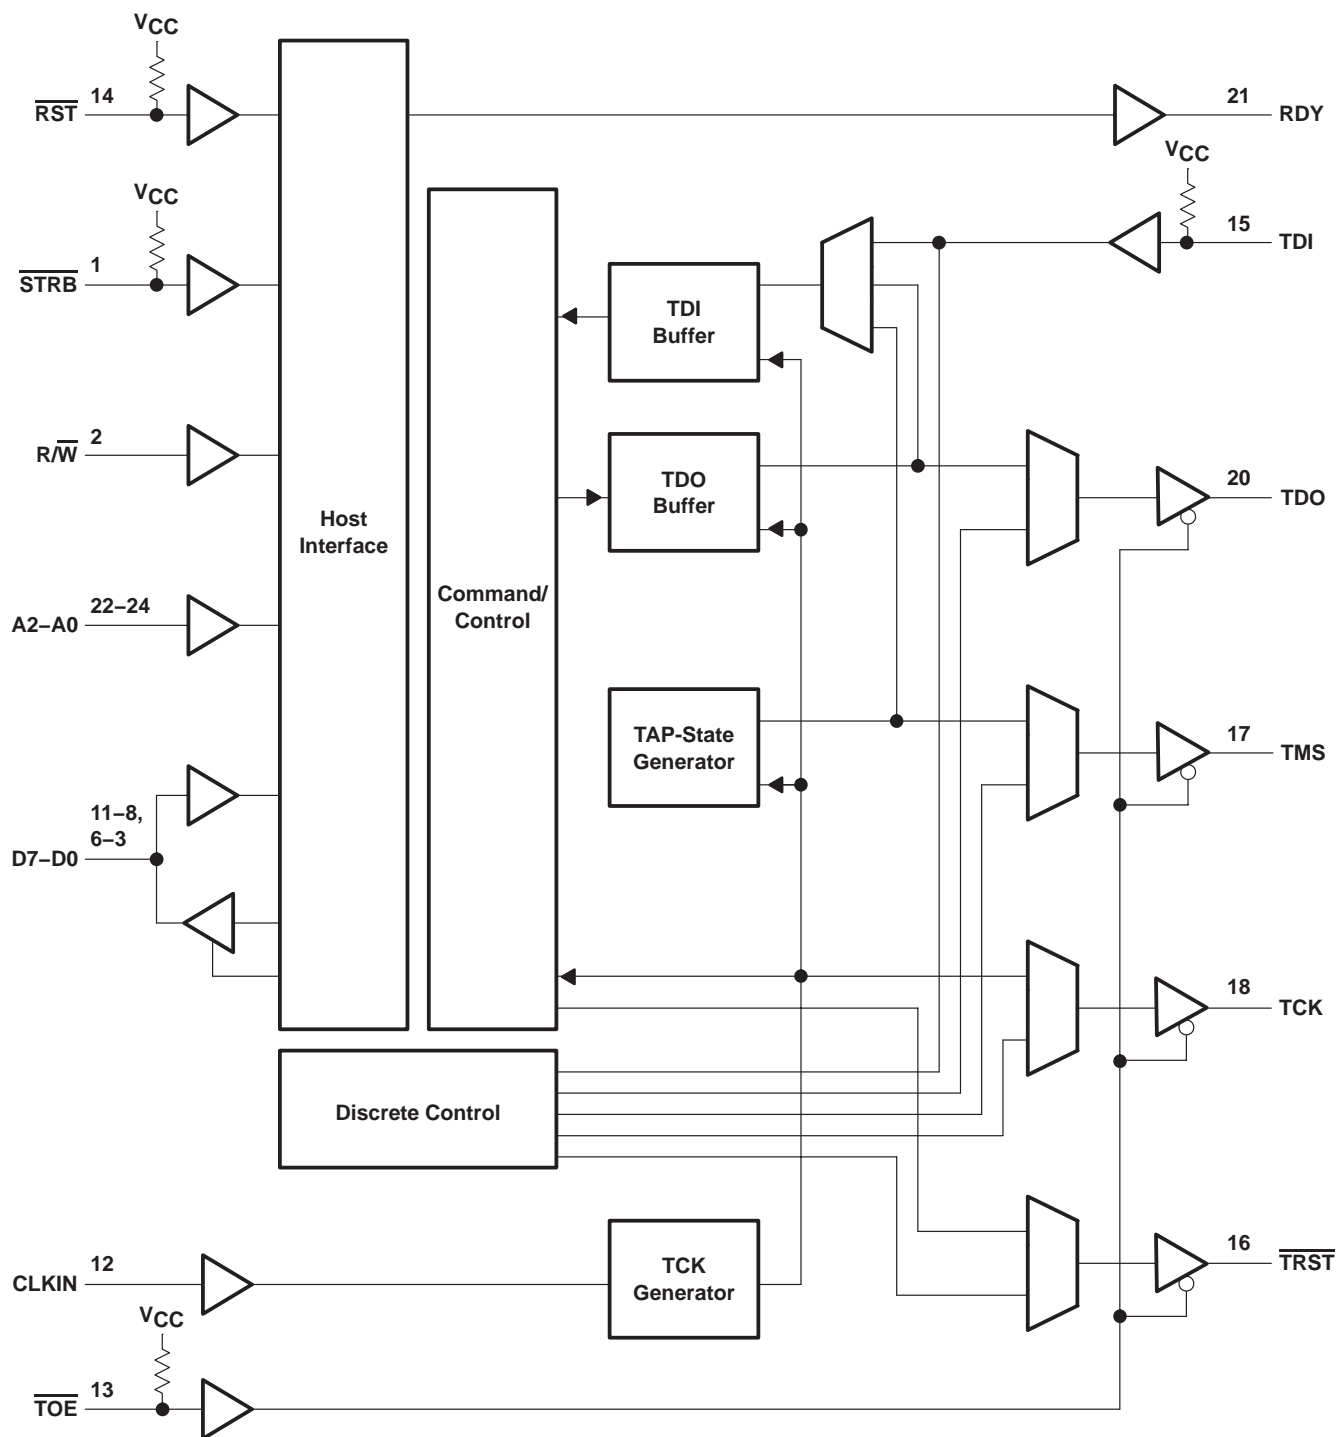 VCC
RST 14
21 RDY
VCC
VCC
STRB 1
15 TDI
TDI
Buffer
R/W 2
TDO
Buffer
20 TDO
Host
Interface
Command/
Control
A2–A0 22–24
TAP-State
Generator
17 TMS
11–8,
6–3
D7–D0
18 TCK
Discrete Control
16 TRST
CLKIN 12
TCK
Generator
VCC
TOE 13